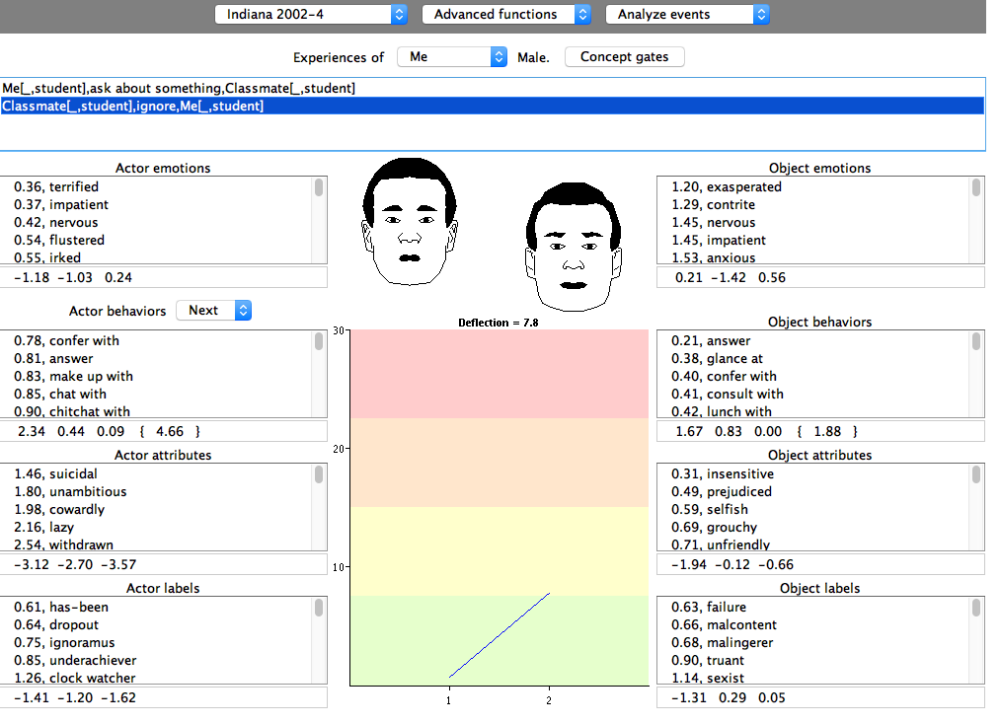 Indiana 2002-4 Advanced functions Analyze events
Experiences of Me Male. Concept gates
Me[_,student],ask about something,Classmate[_,student]
Classmate[_,student],ignore,Me[_,student]
Actor emotions
0.36, terrified
0.37, impatient
0.42, nervous
0.54, flustered
0.55, irked
-1.18 -1.03 0.24
Object emotions
1.20, exasperated
1.29, contrite
1.45, nervous
1.45, impatient
1.53, anxious
0.21 -1.42 0.56
Actor behaviors Next
0.78, confer with
0.81, answer
0.83, make up with
0.85, chat with
0.90, chitchat with
2.34 0.44 0.09 { 4.66 }
Deflection = 7.8
30
20
10
1 2
Object behaviors
0.21, answer
0.38, glance at
0.40, confer with
0.41, consult with
0.42, lunch with
1.67 0.83 0.00 { 1.88 }
Actor attributes
1.46, suicidal
1.80, unambitious
1.98, cowardly
2.16, lazy
2.54, withdrawn
-3.12 -2.70 -3.57
Object attributes
0.31, insensitive
0.49, prejudiced
0.59, selfish
0.69, grouchy
0.71, unfriendly
-1.94 -0.12 -0.66
Actor labels
0.61, has-been
0.64, dropout
0.75, ignoramus
0.85, underachiever
1.26, clock watcher
-1.41 -1.20 -1.62
Object labels
0.63, failure
0.66, malcontent
0.68, malingerer
0.90, truant
1.14, sexist
-1.31 0.29 0.05